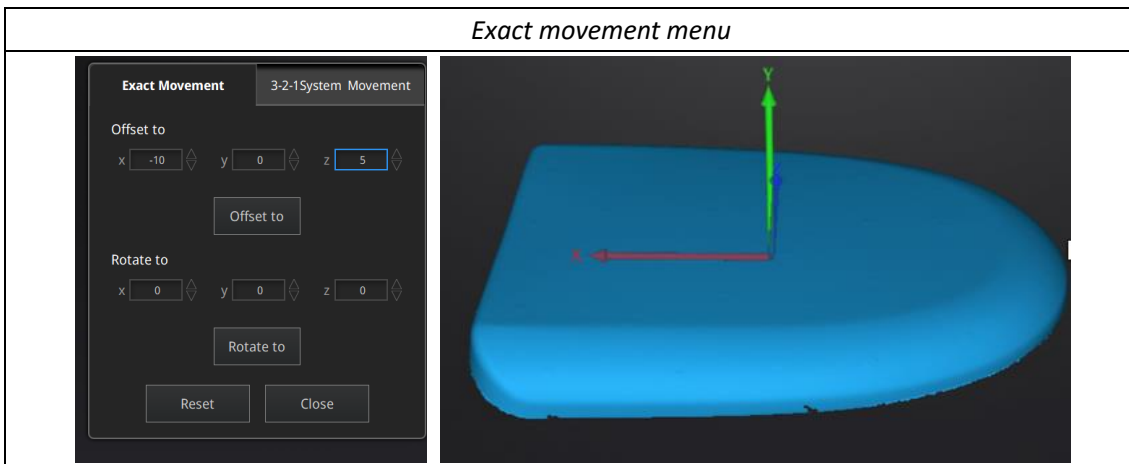 Exact movement menu
Exact Movement 3-2-1System Movement
Offset to
x -10 y 0 z 5
Offset to
Rotate to
x 0 y 0 z 0
Rotate to
Reset Close
Y
X